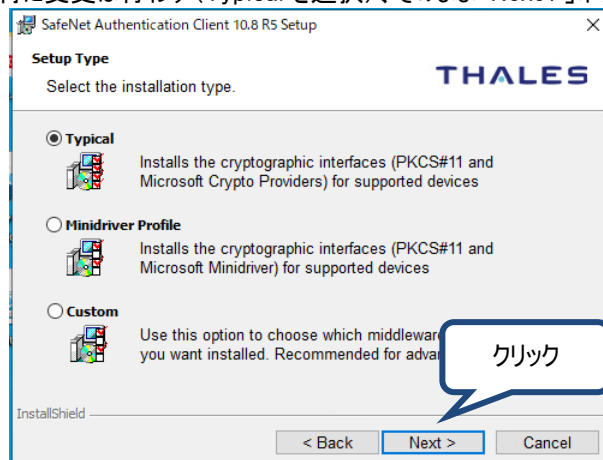 SafeNet Authentication Client 10.8 R5 Setup
Setup Type
Select the installation type.
THALES
Typical
Installs the cryptographic interfaces (PKCS#11 and
Microsoft Crypto Providers) for supported devices
Minidriver Profile
Installs the cryptographic interfaces (PKCS#11 and
Microsoft Minidriver) for supported devices
Custom
Use this option to choose which
you want installed. Recommended for
クリック
InstallShield
< Back
Next >
Cancel